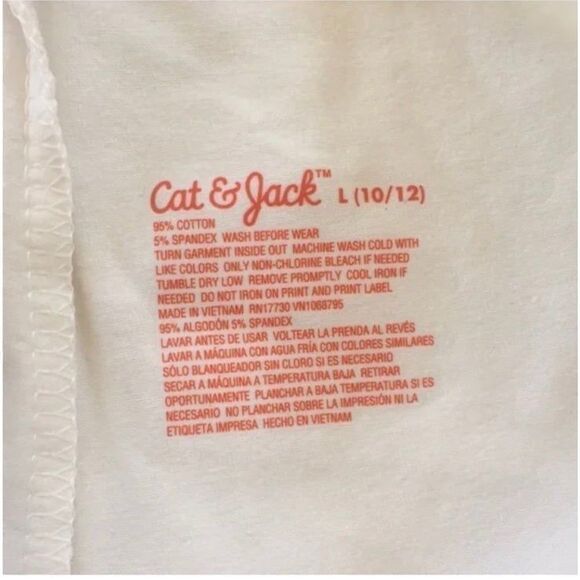 Cat & Jack™ L (10/12)
95% COTTON
5% SPANDEX WASH BEFORE WEAR
TURN GARMENT INSIDE OUT MACHINE WASH COLD WITH
LIKE COLORS ONLY NON-CHLORINE BLEACH IF NEEDED
TUMBLE DRY LOW REMOVE PROMPTLY COOL IRON IF
NEEDED DO NOT IRON ON PRINT AND PRINT LABEL
MADE IN VIETNAM RN17730 VN1068795
95% ALGODÓN 5% SPANDEX
LAVAR ANTES DE USAR VOLTEAR LA PRENDA AL REVÉS
LAVAR A MÁQUINA CON AGUA FRÍA CON COLORES SIMILARES
SÓLO BLANQUEADOR SIN CLORO SI ES NECESARIO
SECAR A MÁQUINA A TEMPERATURA BAJA RETIRAR
OPORTUNAMENTE PLANCHAR A BAJA TEMPERATURA SI ES
NECESARIO NO PLANCHAR SOBRE LA IMPRESIÓN NI LA
ETIQUETA IMPRESA HECHO EN VIETNAM